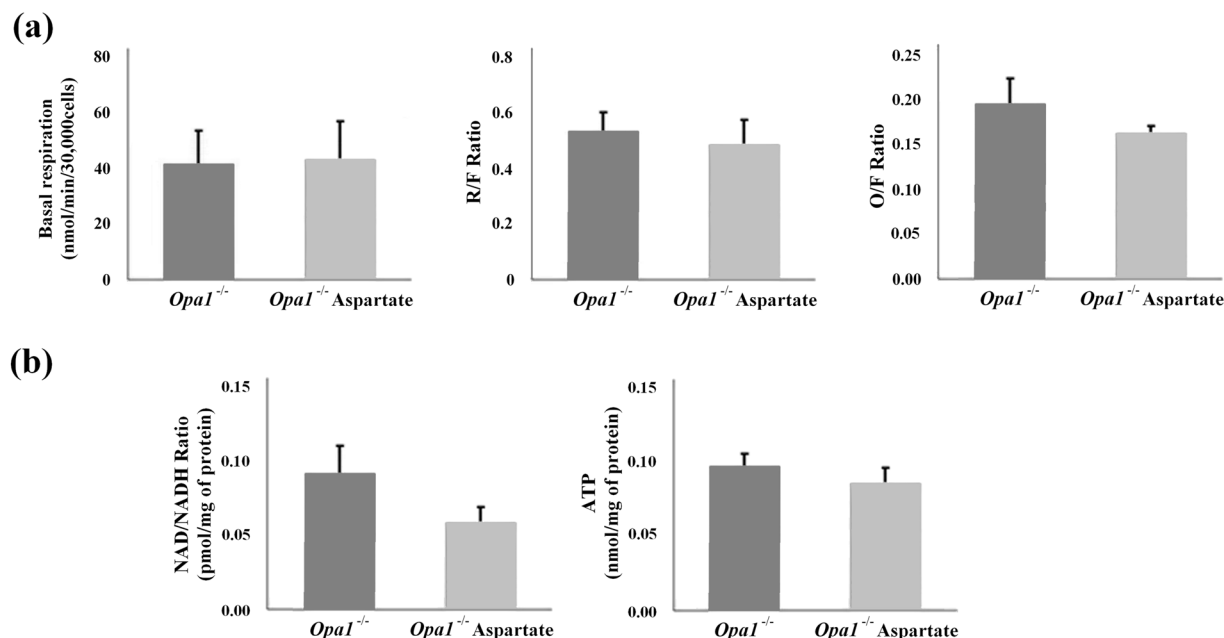 (a)
Basal respiration
(nmol/min/30,000cells)
80
60
40
20
0
Opa1 -/-
Opa1 -/- Aspartate
R/F Ratio
0.8
0.6
0.4
0.2
0
Opa1 -/-
Opa1 -/- Aspartate
O/F Ratio
0.25
0.20
0.15
0.10
0.05
0.00
Opa1 -/-
Opa1 -/- Aspartate
(b)
NAD/NADH Ratio
(pmol/mg of protein)
0.15
0.10
0.05
0.00
Opa1 -/-
Opa1 -/- Aspartate
ATP
(nmol/mg of protein)
0.15
0.10
0.05
0.00
Opa1 -/-
Opa1 -/- Aspartate